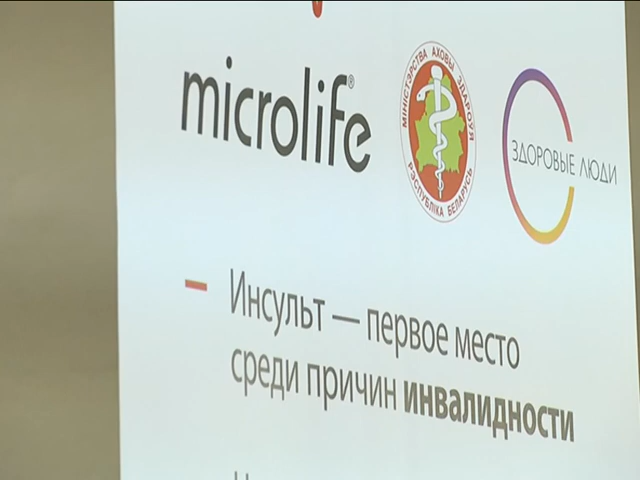 microlife®
МІНІСТЭРСТВА АХОВЫ ЗДАРОЎЯ
РЭСПУБЛІКА БЕЛАРУСЬ
ЗДОРОВЫЕ ЛЮДИ
— Инсульт — первое место
среди причин инвалидности